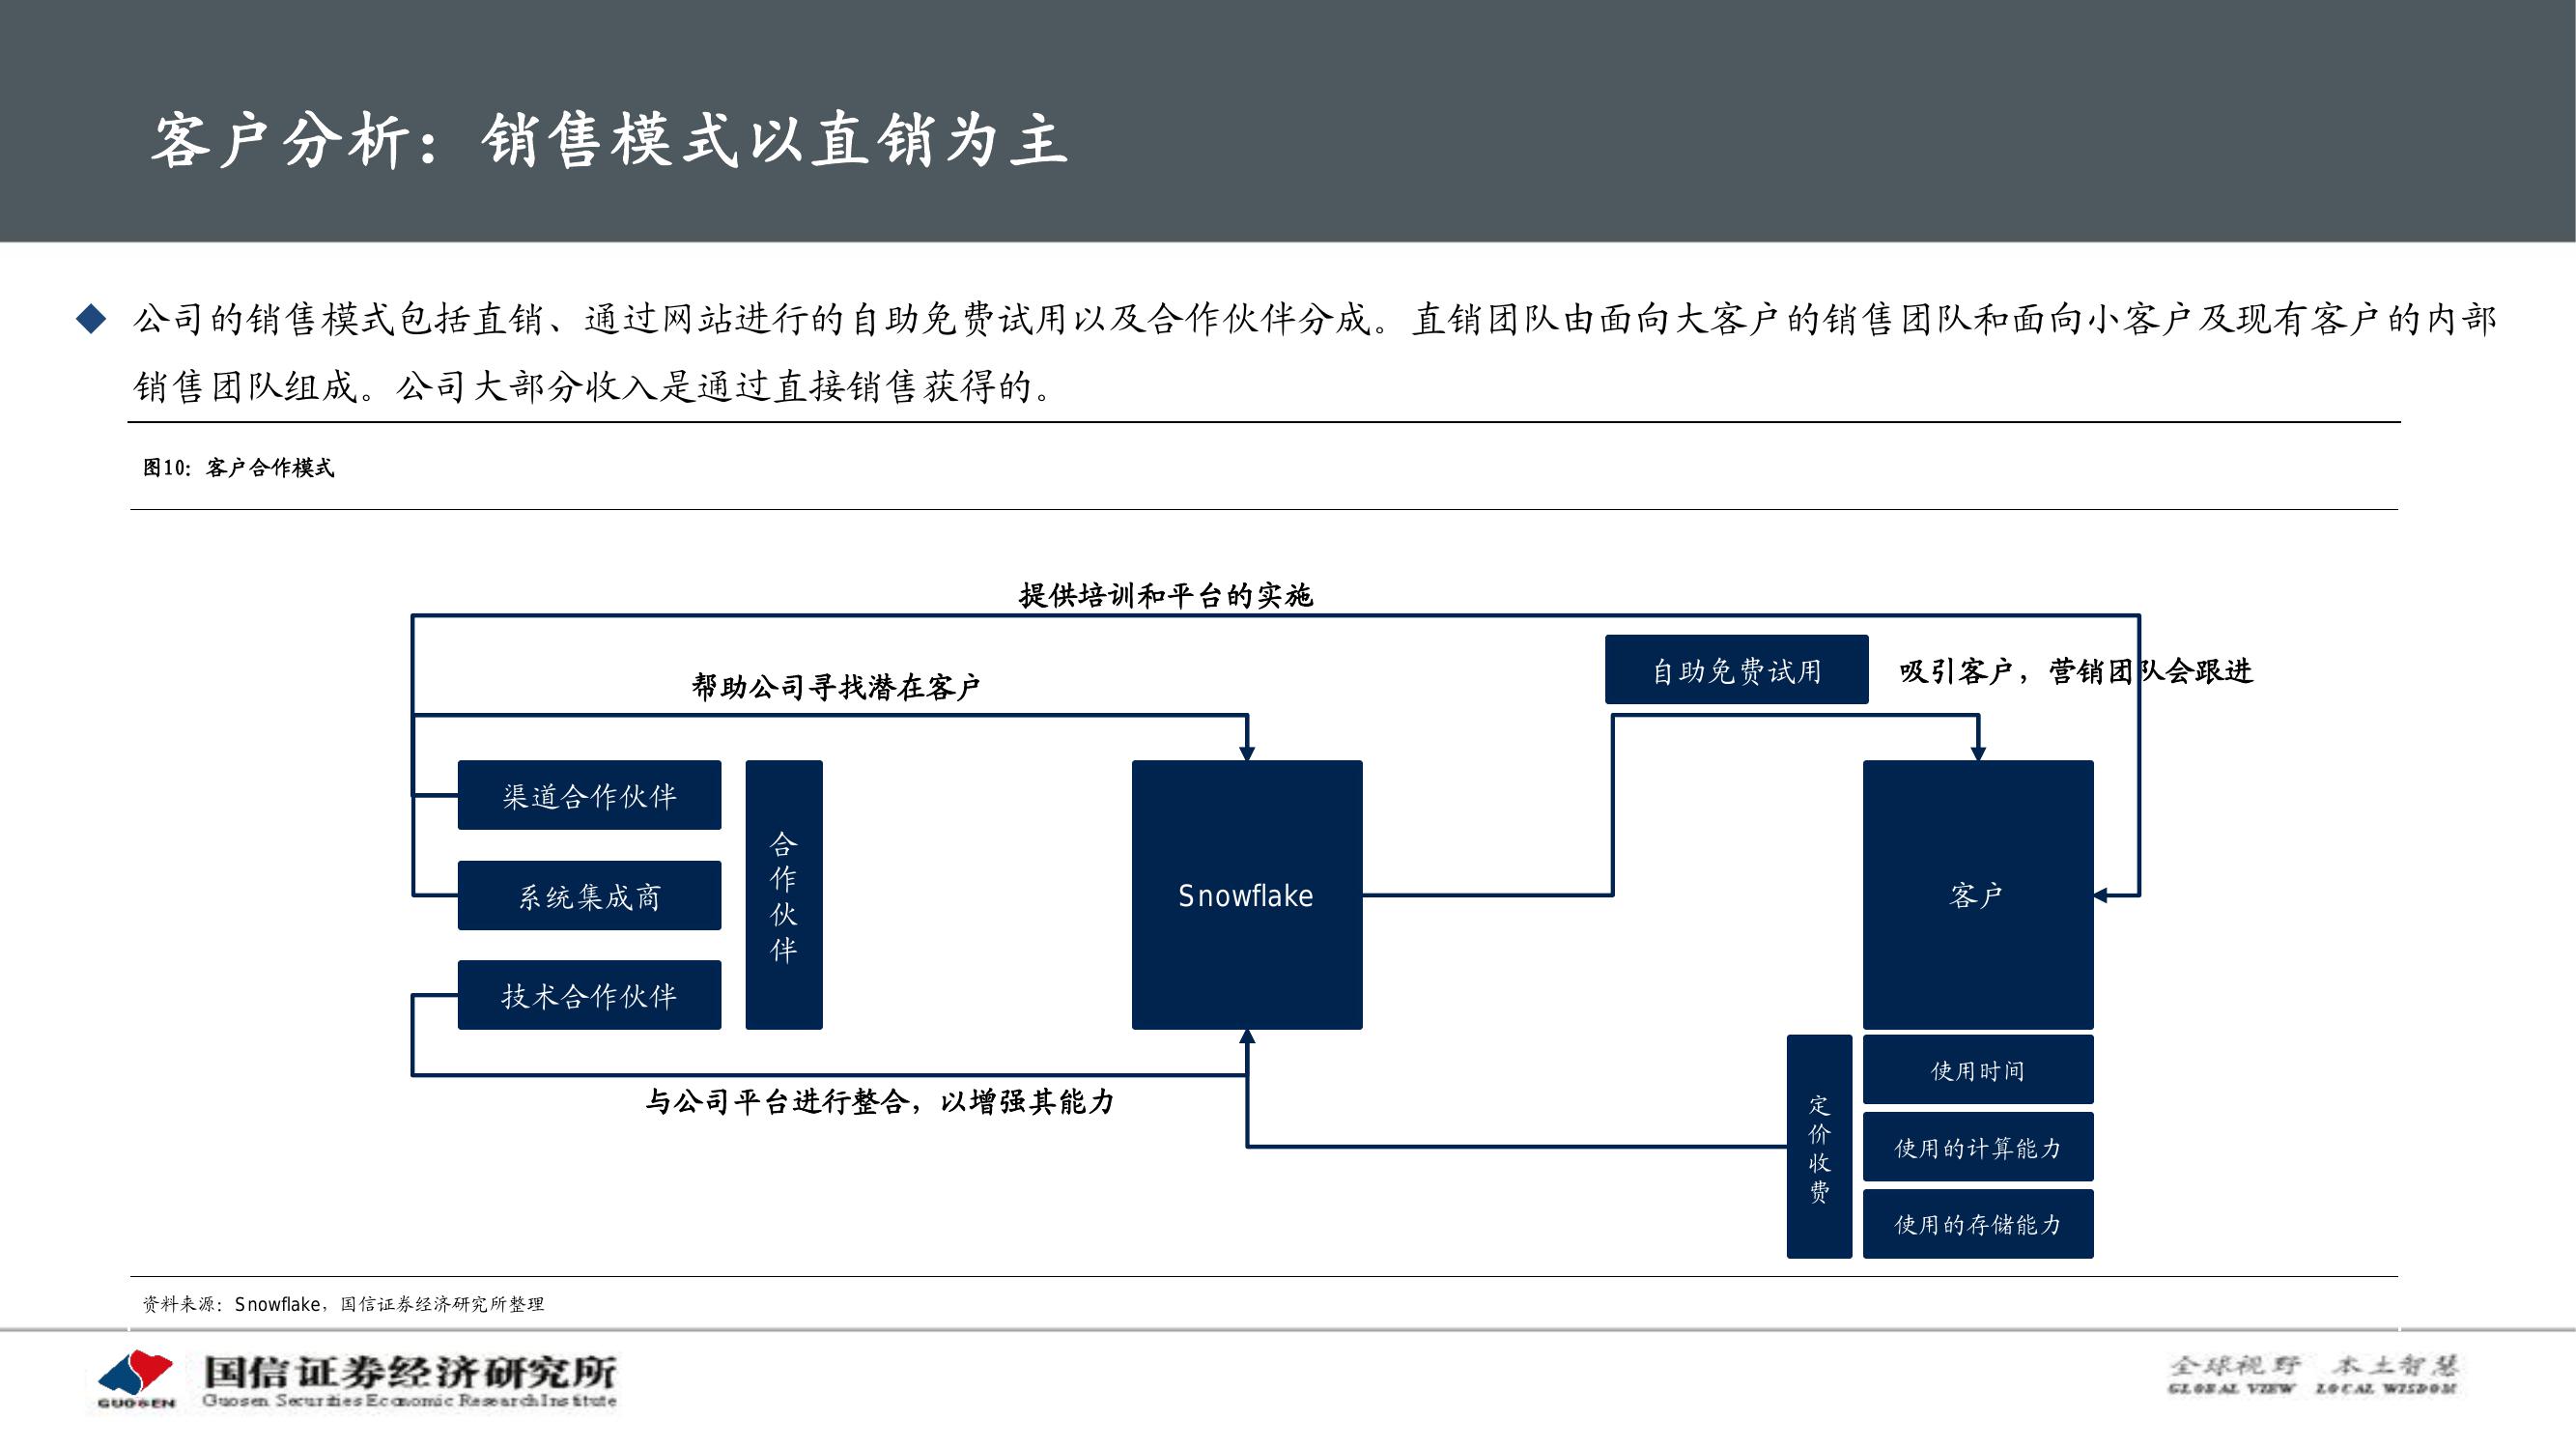 客户分析：销售模式以直销为主
公司的销售模式包括直销、通过网站进行的自助免费试用以及合作伙伴分成。直销团队由面向大客户的销售团队和面向小客户及现有客户的内部
销售团队组成。公司大部分收入是通过直接销售获得的。
图10：客户合作模式
提供培训和平台的实施
自助免费试用
吸引客户，营销团队会跟进
帮助公司寻找潜在客户
渠道合作伙伴
系统集成商
技术合作伙伴
合作伙伴
Snowflake
客户
与公司平台进行整合，以增强其能力
定价收费
使用时间
使用的计算能力
使用的存储能力
资料来源：Snowflake，国信证券经济研究所整理
GUOSEN
国信证券经济研究所
Guosen Securities Economic Research Institute
全球视野 本土智慧
GLOBAL VIEW LOCAL WISDOM